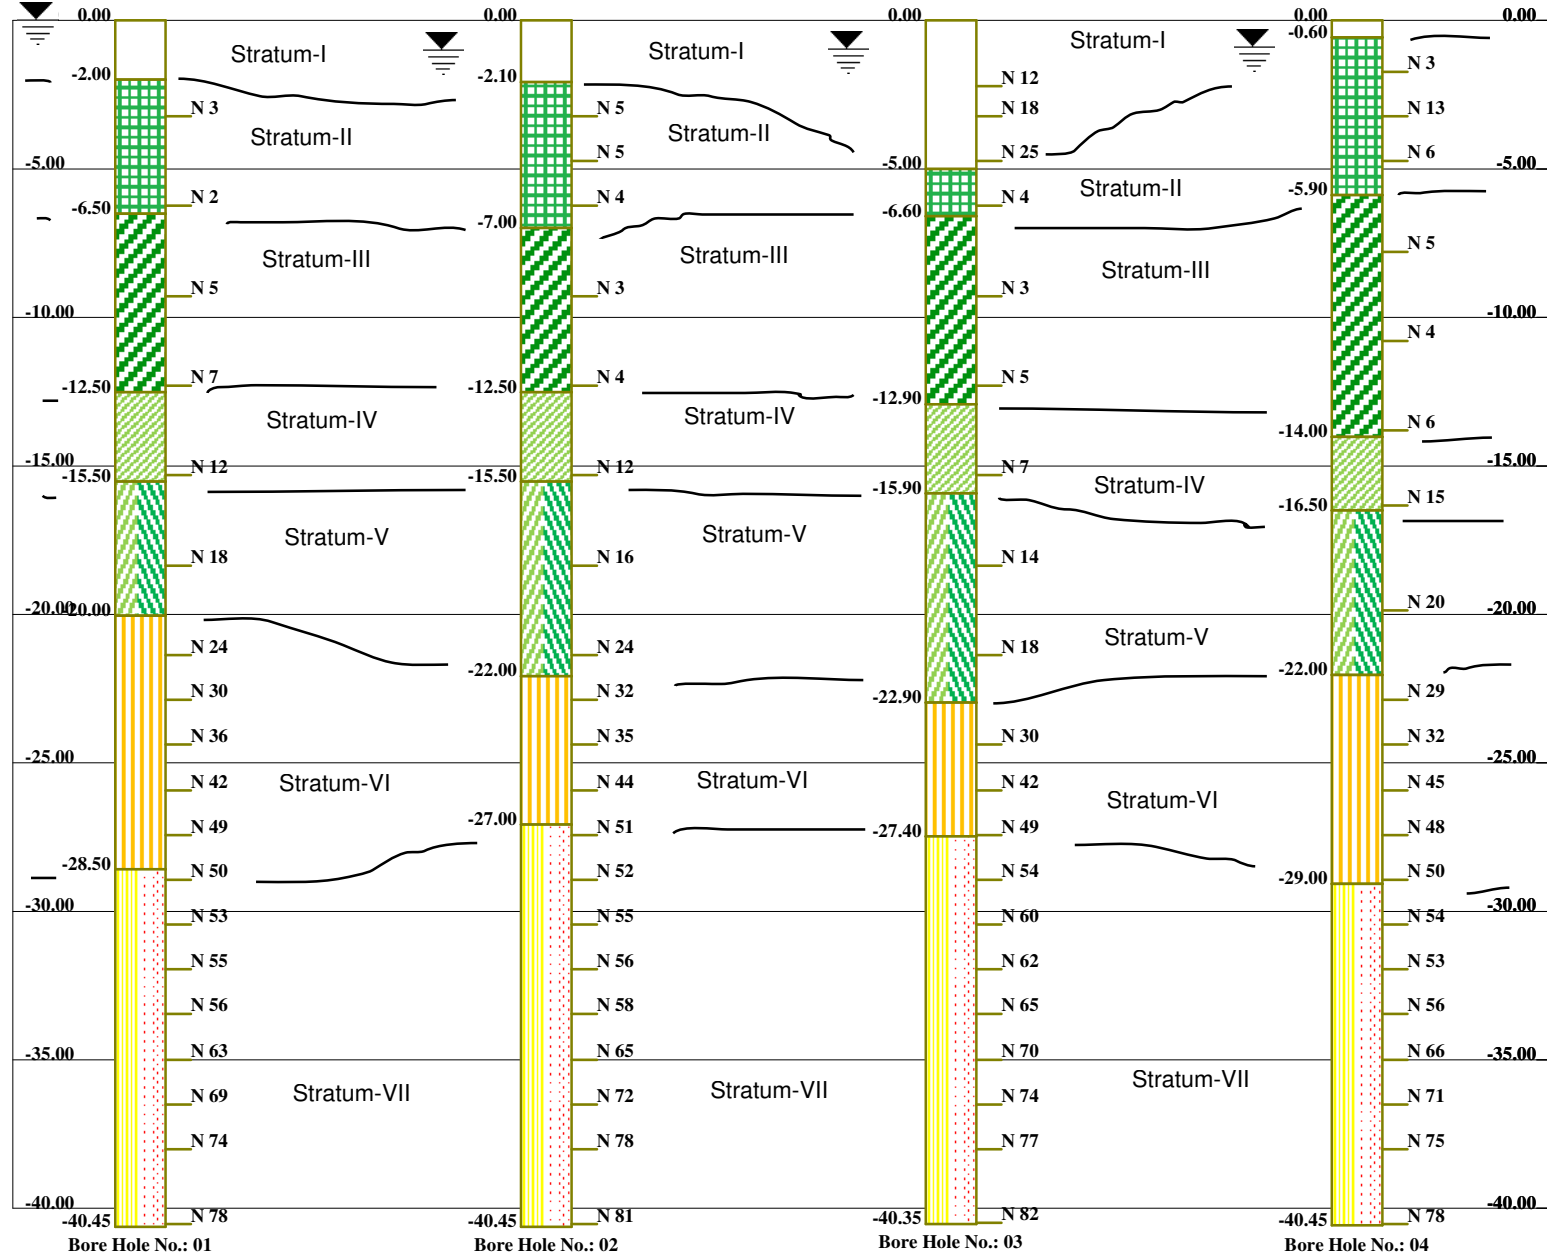 0.00 0.00 0.00 0.00 0.00
-0.60
Stratum-I Stratum-I Stratum-I
-2.00 -2.10 N 12 N 3
N 3 N 5 N 18 N 13
Stratum-II Stratum-II
N 5 N 25 N 6
-5.00 -5.00 -5.00
Stratum-II -5.90
N 2 N 4 N 4
-6.50 -7.00 -6.60
Stratum-III Stratum-III Stratum-III N 5
N 5 N 3 N 3
-10.00 -10.00
N 4
N 7 N 4 N 5
-12.50 -12.50 -12.90
Stratum-IV Stratum-IV N 6
-14.00
-15.00 -15.00
N 12 N 12 N 7
-15.50 -15.50 -15.90 Stratum-IV N 15
-16.50
Stratum-V Stratum-V
N 18 N 16 N 14
N 20
-20.00 -20.00 -20.00
N 24 N 24 N 18 Stratum-V
-22.00 -22.00
N 30 N 32 -22.90 N 29
N 36 N 35 N 30 N 32
-25.00 -25.00
N 42 Stratum-VI N 44 Stratum-VI N 42 Stratum-VI N 45
-27.00
N 49 N 51 -27.40 N 49 N 48
-28.50 N 50 N 52 N 54 -29.00 N 50
-30.00 -30.00
N 53 N 55 N 60 N 54
N 55 N 56 N 62 N 53
N 56 N 58 N 65 N 56
-35.00 N 63 N 65 N 70 N 66 -35.00
N 69 Stratum-VII N 72 Stratum-VII N 74 Stratum-VII N 71
N 74 N 78 N 77 N 75
-40.00 -40.00
-40.45 N 78 -40.45 N 81 -40.35 N 82 -40.45 N 78
Bore Hole No.: 01 Bore Hole No.: 02 Bore Hole No.: 03 Bore Hole No.: 04